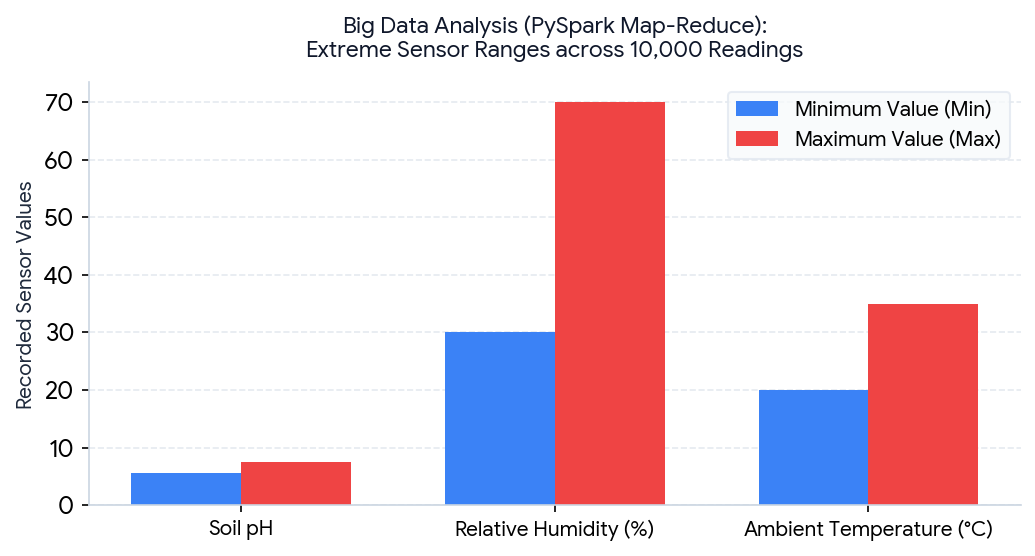 Big Data Analysis (PySpark Map-Reduce):
Extreme Sensor Ranges across 10,000 Readings
Minimum Value (Min)
Maximum Value (Max)
Recorded Sensor Values
70
60
50
40
30
20
10
0
Soil pH
Relative Humidity (%)
Ambient Temperature (°C)